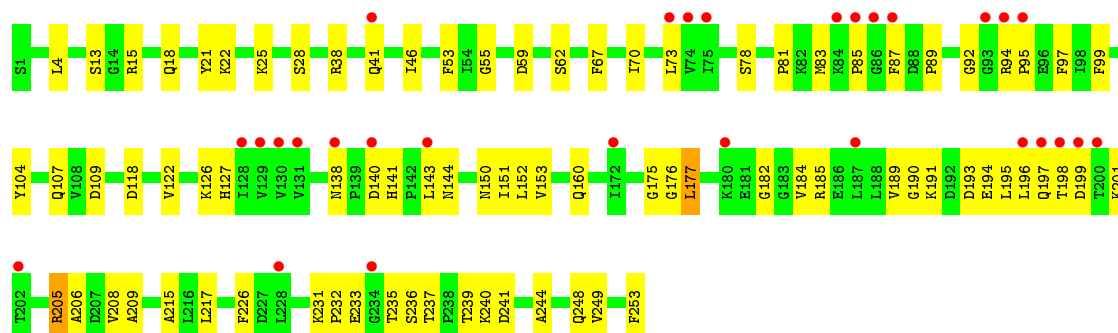 S1 L4 S13 G14 R15 Q18 Y21 K22 K25 S28 R38 Q41 I46 F53 I54 G55 D59 S62 F67 I70 L73 V74 I75 S78 P81 K82 M83 K84 P85 G86 F87 D88 P89 G92 G93 R94 P95 E96 F97 I98 F99
Y104 Q107 V108 D109 D118 V122 K126 H127 I128 V129 V130 V131 N138 P139 D140 H141 P142 L143 N144 N150 I151 L152 V153 Q160 I172 G175 G176 L177 K180 E181 G182 G183 V184 R185 E186 L187 L188 V189 G190 K191 D192 D193 E194 L195 L196 Q197 T198 D199 T200 K201
T202 R205 A206 D207 V208 A209 A215 L216 L217 F226 D227 L228 K231 P232 E233 G234 T235 S236 T237 P238 T239 K240 D241 A244 Q248 V249 F253